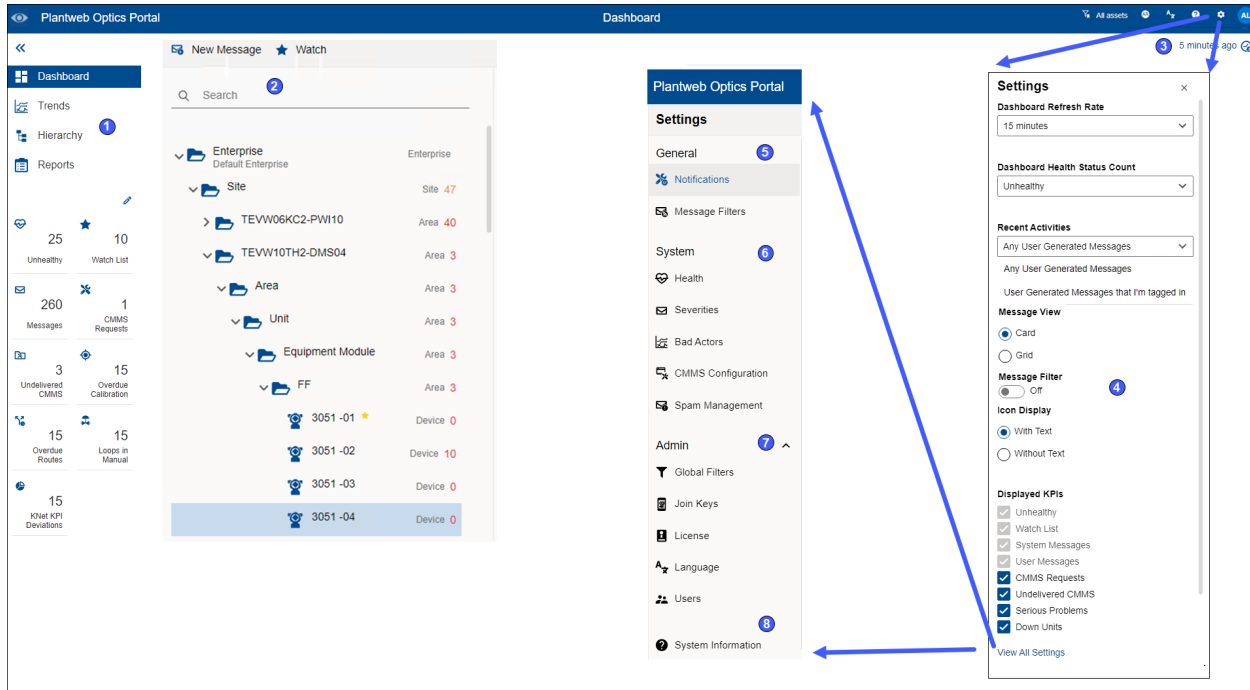 Plantweb Optics Portal
Dashboard
All assets
AL
3
5 minutes ago
Dashboard
Trends
Hierarchy
1
Reports
25
Unhealthy
10
Watch List
260
Messages
1
CMMS
Requests
3
Undelivered
CMMS
15
Overdue
Calibration
15
Overdue
Routes
15
Loops in
Manual
15
KNet KPI
Deviations
New Message
Watch
2
Search
Enterprise Enterprise
Default Enterprise
Site Site 47
TEVW06KC2-PWI10 Area 40
TEVW10TH2-DMS04 Area 3
Area Area 3
Unit Area 3
Equipment Module Area 3
FF Area 3
3051 -01 Device 0
3051 -02 Device 10
3051 -03 Device 0
3051 -04 Device 0
Plantweb Optics Portal
Settings
General 5
Notifications
Message Filters
System 6
Health
Severities
Bad Actors
CMMS Configuration
Spam Management
Admin 7
Global Filters
Join Keys
License
Language
Users
8
System Information
Settings
Dashboard Refresh Rate
15 minutes
Dashboard Health Status Count
Unhealthy
Recent Activities
Any User Generated Messages
Any User Generated Messages
User Generated Messages that I'm tagged in
Message View
Card
Grid
Message Filter
Off
4
Icon Display
With Text
Without Text
Displayed KPIs
Unhealthy
Watch List
System Messages
User Messages
CMMS Requests
Undelivered CMMS
Serious Problems
Down Units
View All Settings